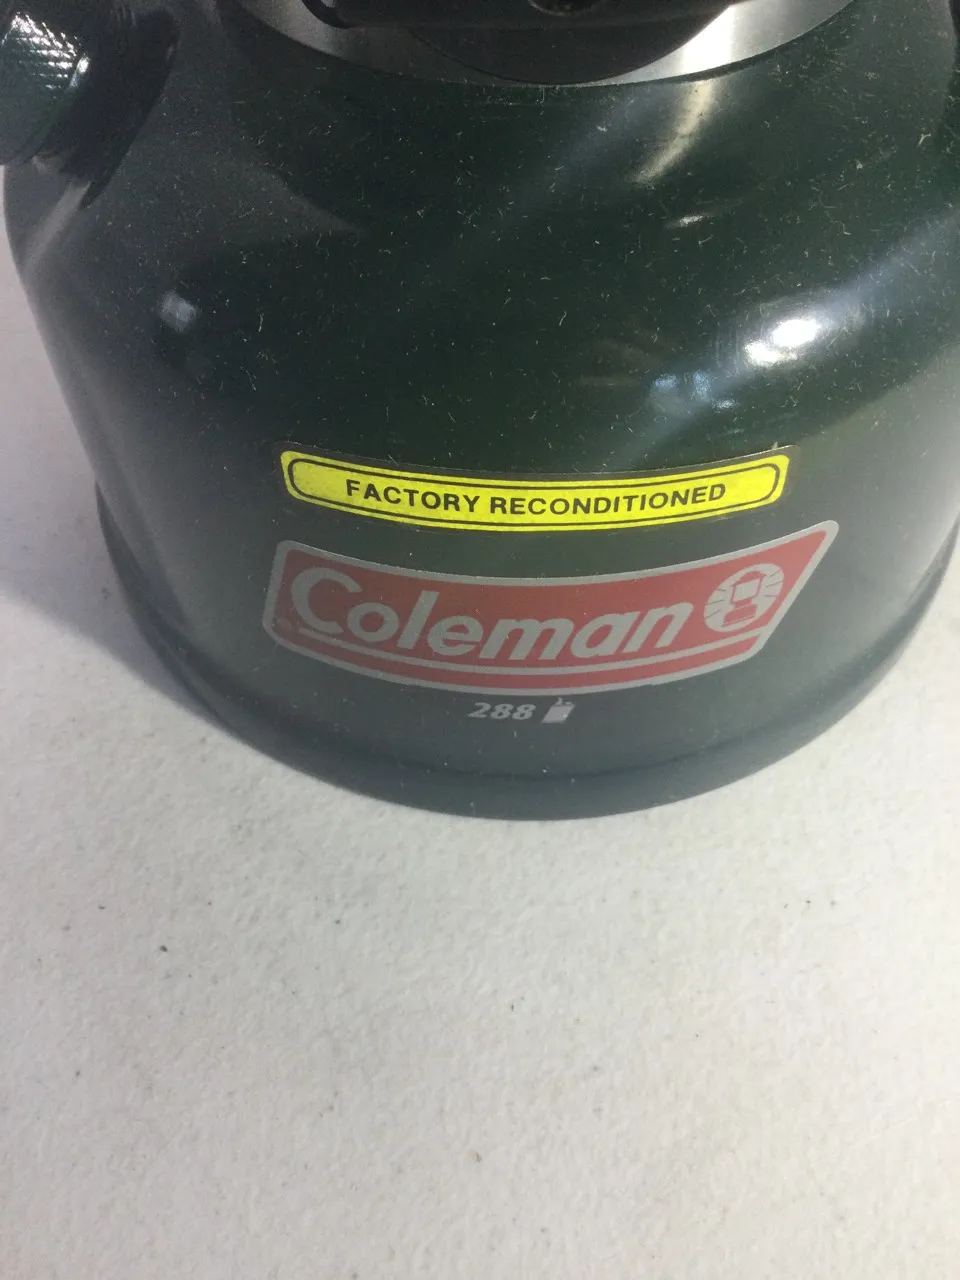 FACTORY RECONDITIONED
Coleman
288